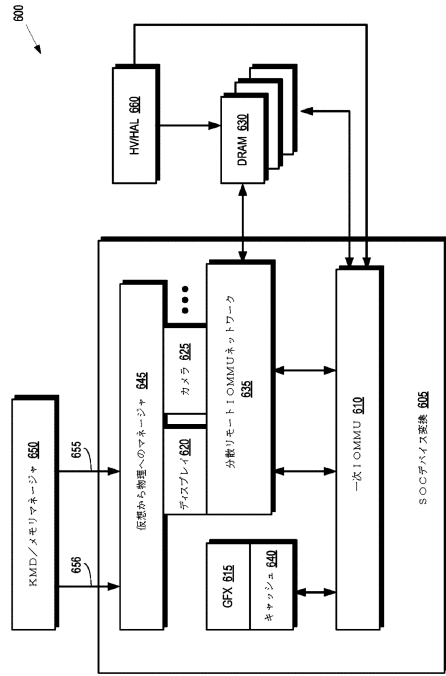 600
KMD/メモリマネージャ 650
656
655
HV/HAL 660
仮想から物理へのマネージャ 645
GFX 615
キャッシュ 640
ディスプレイ 620
カメラ 625
分散リモートIOMMUネットワーク
635
DRAM 630
一次IOMMU 610
SOCデバイス変換 605